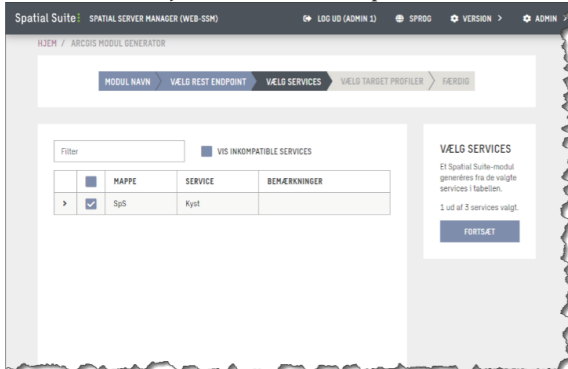 Spatial Suite SPATIAL SERVER MANAGER (WEB-SSM) LOG UD (ADMIN 1) SPROG VERSION > ADMIN >
HJEM / ARCGIS MODUL GENERATOR
MODUL NAVN VÆLG REST ENDPOINT VÆLG SERVICES VÆLG TARGET PROFILER FÆRDIG
Filter VIS INKOMPATIBLE SERVICES
MAPPE SERVICE BEMÆRKNINGER
> SpS Kyst
VÆLG SERVICES
Et Spatial Suite-modul
generéres fra de valgte
services i tabellen.
1 ud af 3 services valgt.
FORTSÆT